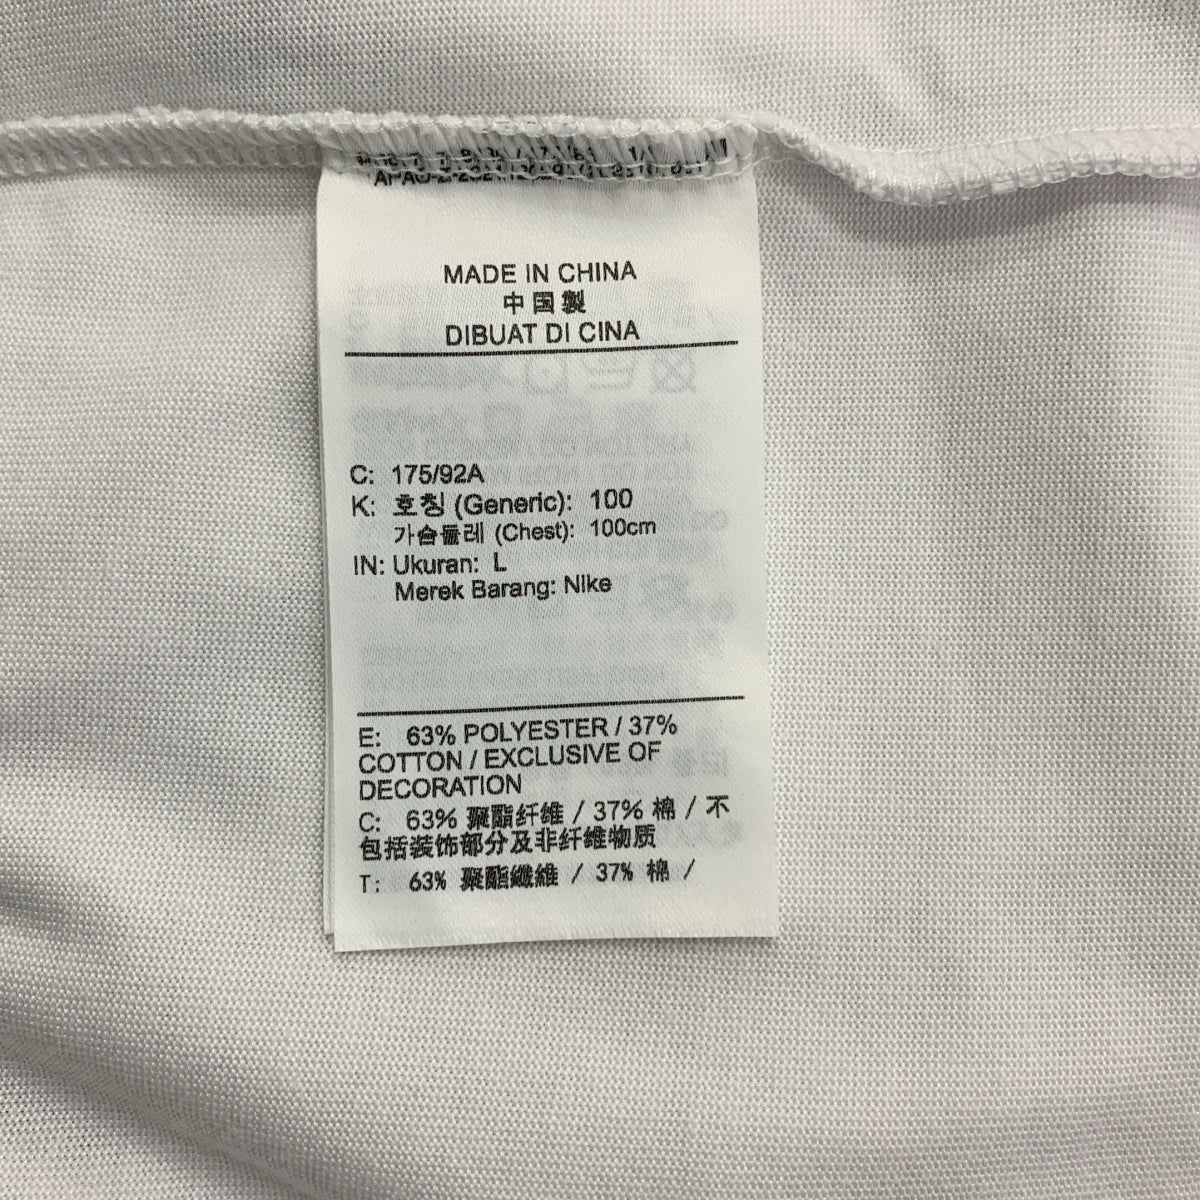 MADE IN CHINA
中国製
DIBUAT DI CINA
C: 175/92A
K: 호칭 (Generic): 100
가슴둘레 (Chest): 100cm
IN: Ukuran: L
Merek Barang: Nike
E: 63% POLYESTER / 37%
COTTON / EXCLUSIVE OF
DECORATION
C: 63% 聚酯纤维 / 37% 棉 / 不
包括装饰部分及非纤维物质
T: 63% 聚酯纖維 / 37% 棉 /